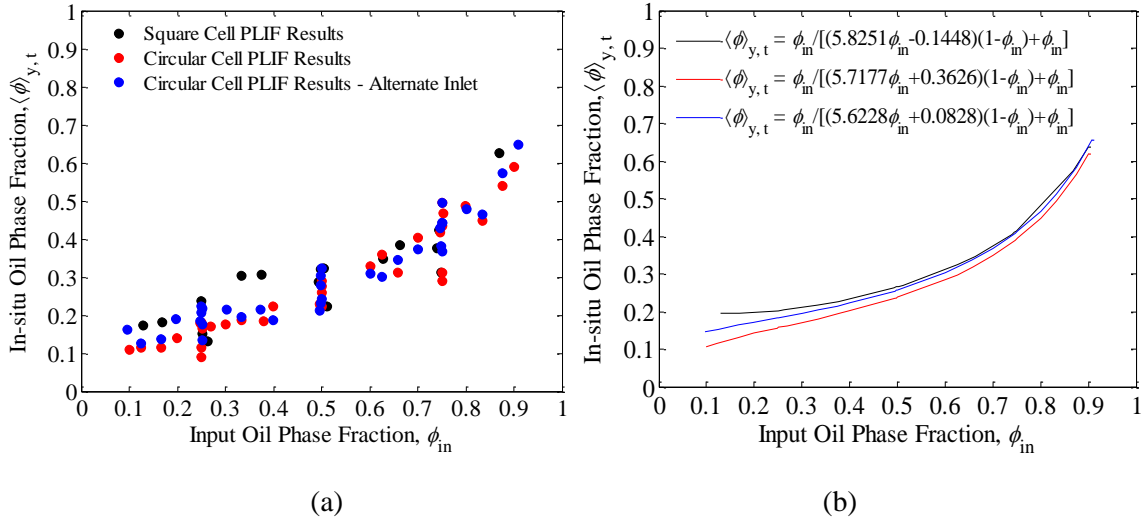 1
0.9
0.8
0.7
0.6
0.5
0.4
0.3
0.2
0.1
0
0 0.1 0.2 0.3 0.4 0.5 0.6 0.7 0.8 0.9 1
In-situ Oil Phase Fraction, ⟨ϕ⟩y, t
Input Oil Phase Fraction, ϕin
Square Cell PLIF Results
Circular Cell PLIF Results
Circular Cell PLIF Results - Alternate Inlet
(a)
1
0.9
0.8
0.7
0.6
0.5
0.4
0.3
0.2
0.1
0
0 0.1 0.2 0.3 0.4 0.5 0.6 0.7 0.8 0.9 1
In-situ Oil Phase Fraction, ⟨ϕ⟩y, t
Input Oil Phase Fraction, ϕin
⟨ϕ⟩y, t = ϕin/[(5.8251ϕin-0.1448)(1-ϕin)+ϕin]
⟨ϕ⟩y, t = ϕin/[(5.7177ϕin+0.3626)(1-ϕin)+ϕin]
⟨ϕ⟩y, t = ϕin/[(5.6228ϕin+0.0828)(1-ϕin)+ϕin]
(b)